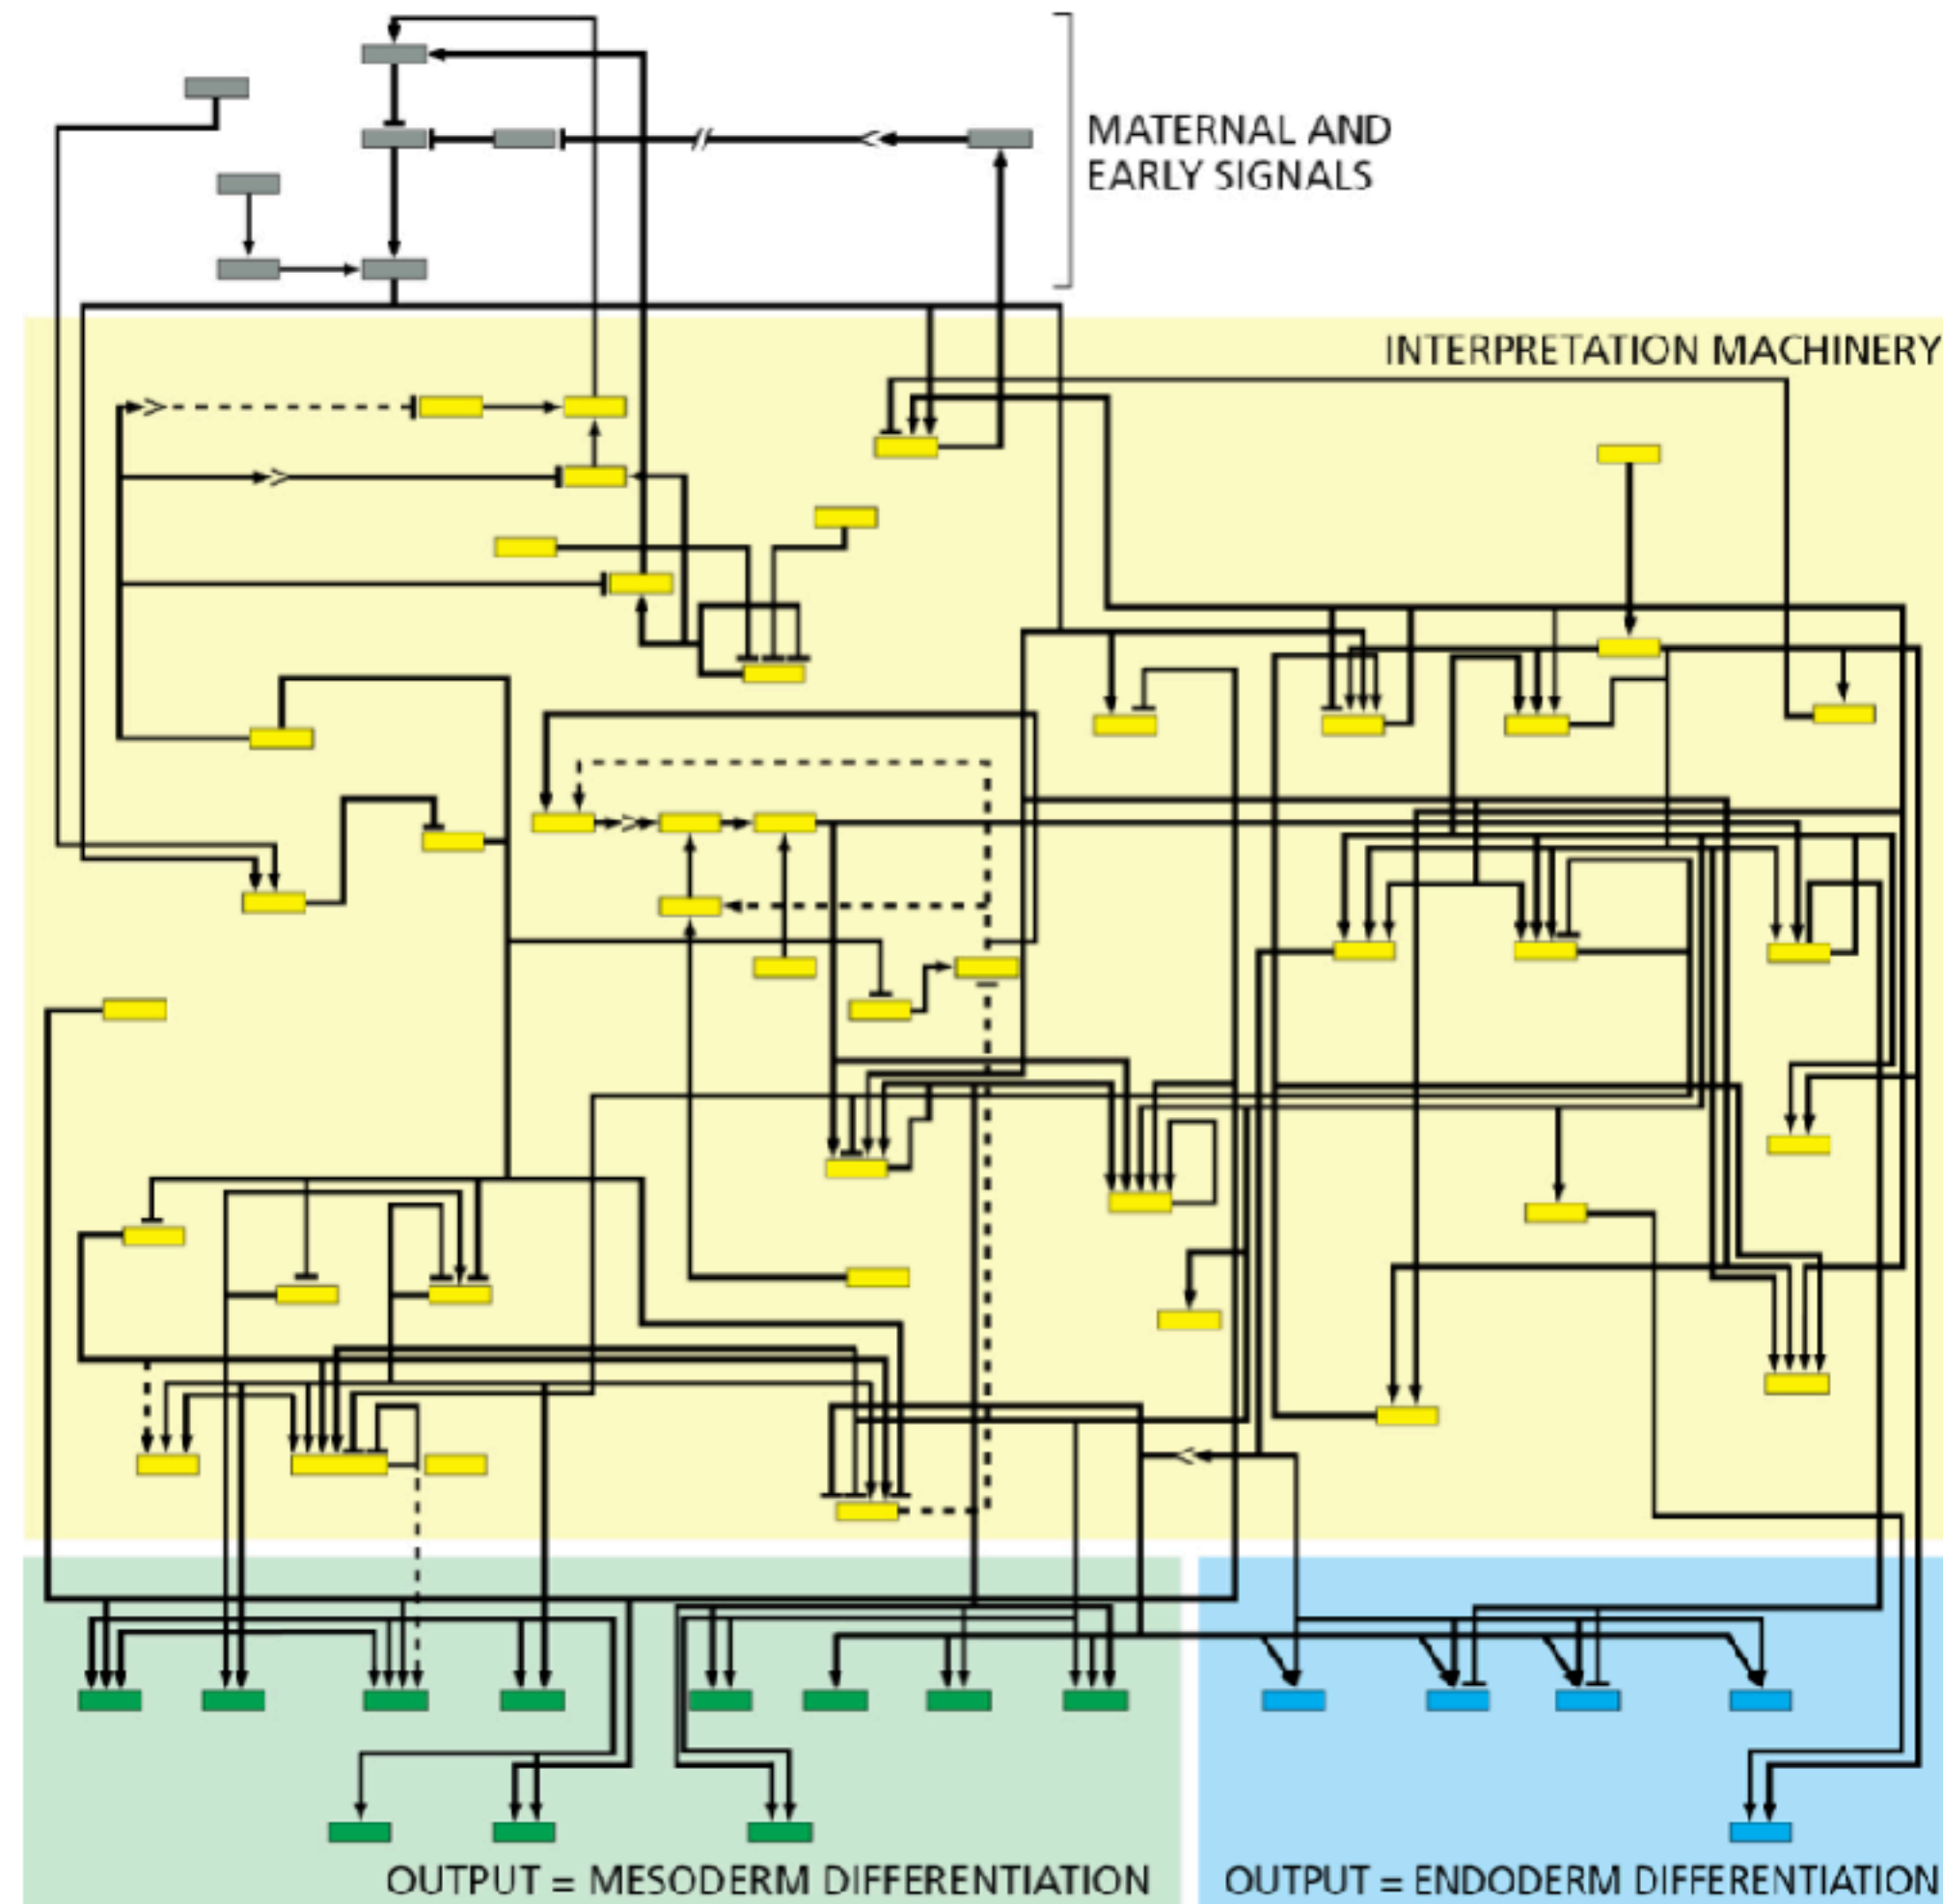 MATERNAL AND
EARLY SIGNALS
INTERPRETATION MACHINERY
OUTPUT = MESODERM DIFFERENTIATION
OUTPUT = ENDODERM DIFFERENTIATION